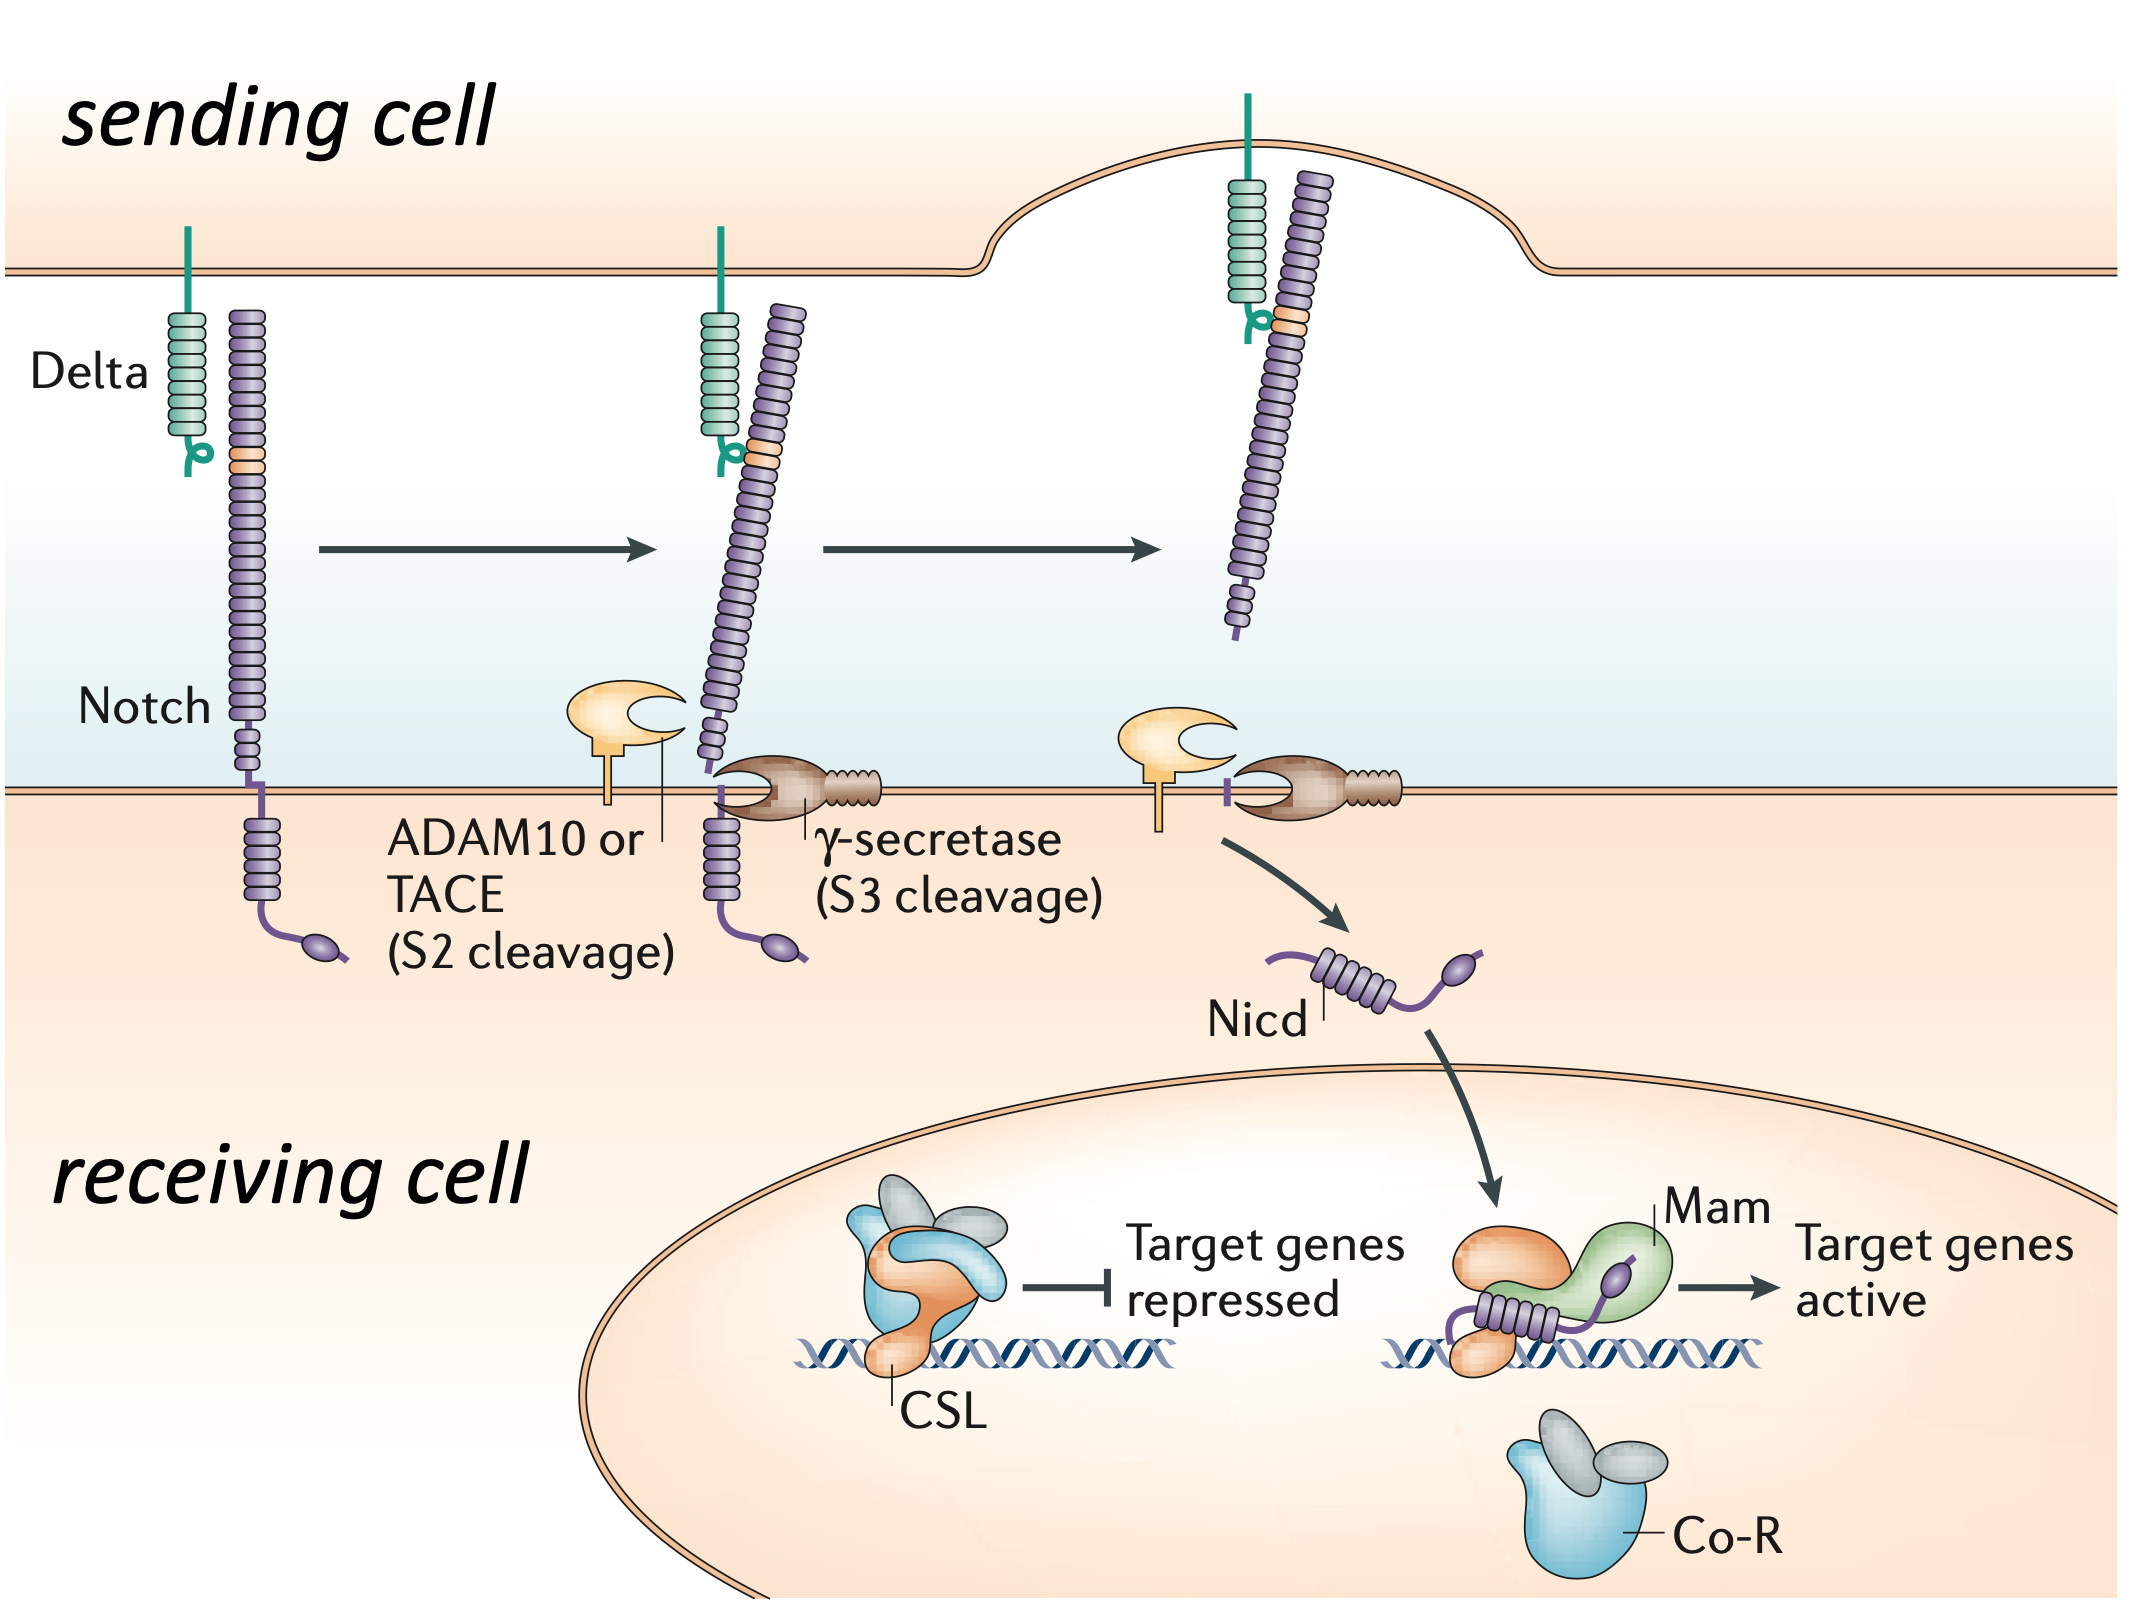 sending cell
Delta
Notch
ADAM10 or
TACE
(S2 cleavage)
γ-secretase
(S3 cleavage)
Nicd
receiving cell
Mam
Target genes
repressed
Target genes
active
CSL
Co-R